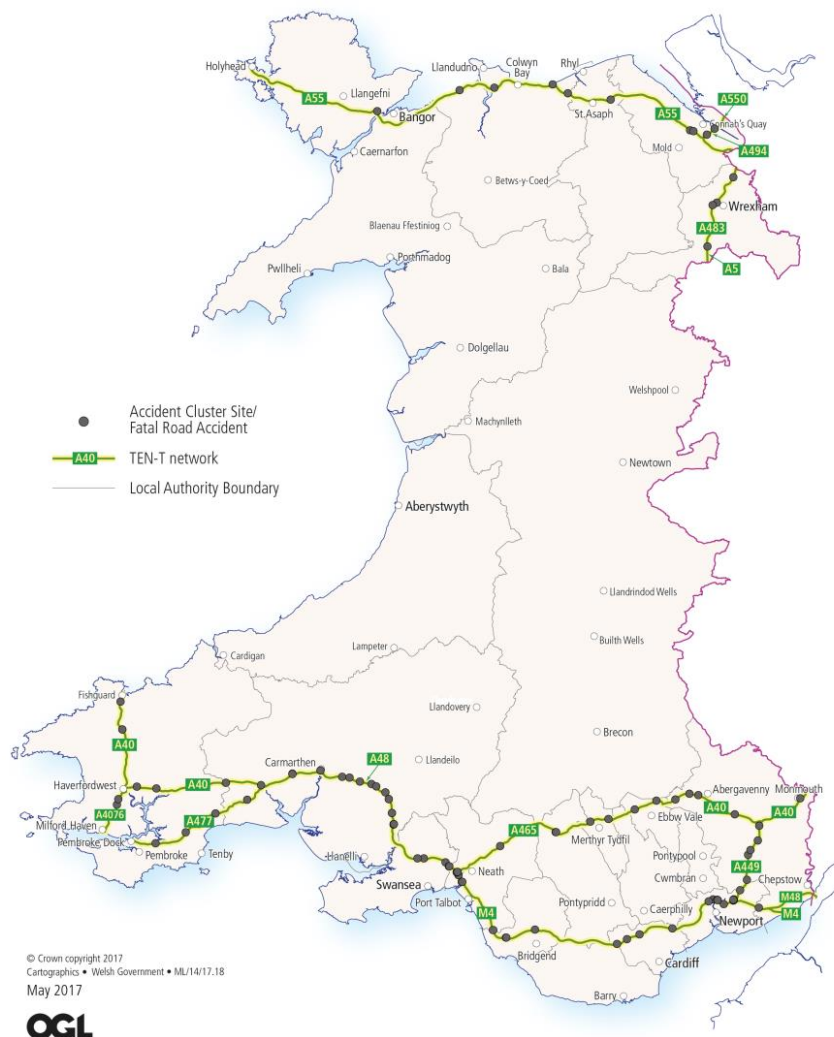 Holyhead
A55
Llangefni
Bangor
Caernarfon
Llandudno
Colwyn
Bay
Rhyl
St.Asaph
A55
A550
Connah's Quay
A494
Mold
Betws-y-Coed
Wrexham
Blaenau Ffestiniog
A483
Porthmadog
Pwllheli
Bala
A5
Dolgellau
Welshpool
Accident Cluster Site/
Fatal Road Accident
Machynlleth
A40
TEN-T network
Newtown
Local Authority Boundary
Aberystwyth
Llandrindod Wells
Builth Wells
Lampeter
Cardigan
Fishguard
Llandovery
Brecon
A40
A48
Carmarthen
Llandeilo
Haverfordwest
A40
Abergavenny
Monmouth
A4076
A477
A40
A40
Milford Haven
A465
Ebbw Vale
Pembroke Dock
Merthyr Tydfil
Pembroke
Tenby
Llanelli
Pontypool
A449
Neath
Cwmbran
Chepstow
Swansea
M48
Port Talbot
Pontypridd
Caerphilly
M4
M4
Newport
Bridgend
Cardiff
Barry
© Crown copyright 2017
Cartographics • Welsh Government • ML/14/17.18
May 2017
OGL